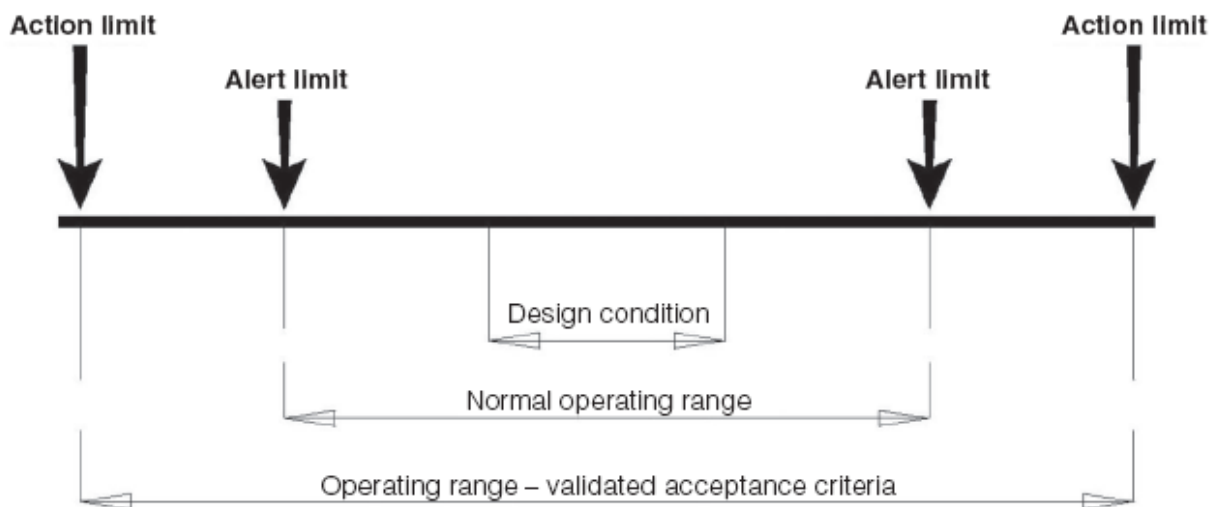 Action limit
Action limit
Alert limit
Alert limit
Design condition
Normal operating range
Operating range – validated acceptance criteria